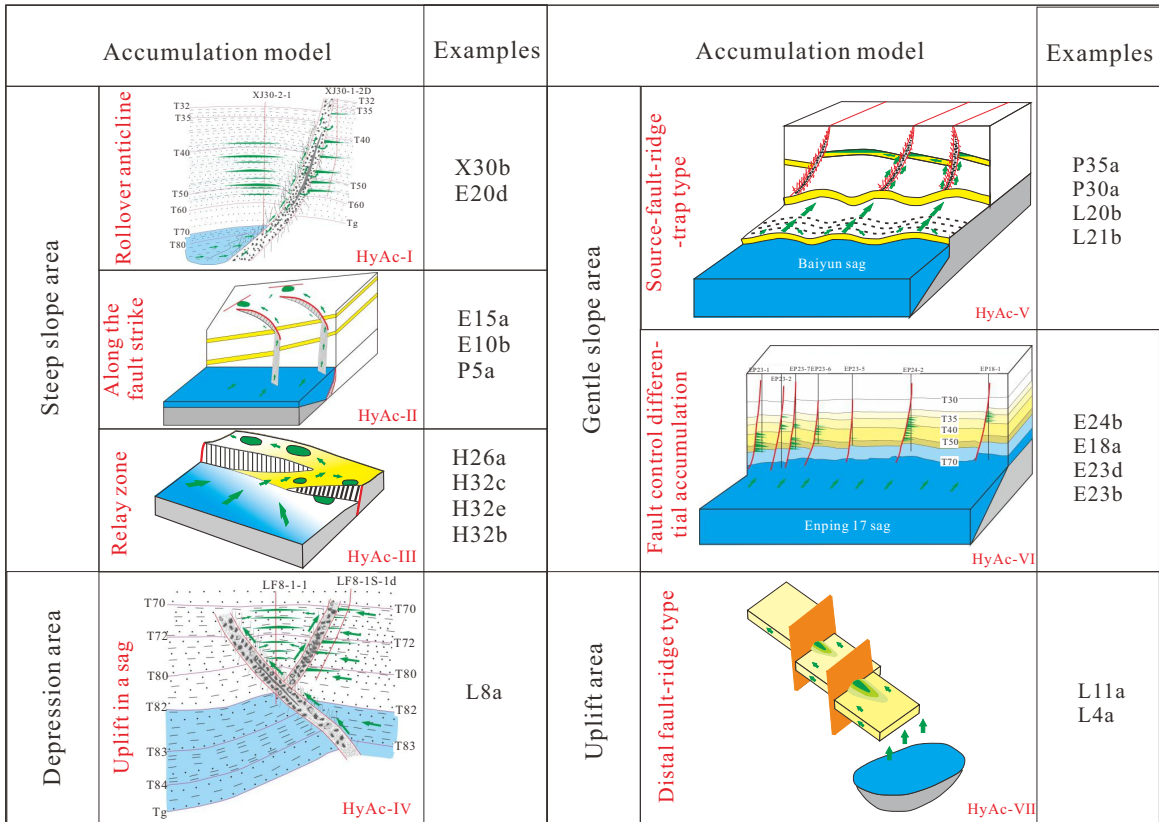 Accumulation model
Examples
Accumulation model
Examples
Steep slope area
Rollover anticline
XJ30-2-1
XJ30-1-2D
T32
T35
T40
T50
T60
T70
T80
T32
T35
T40
T50
T60
Tg
HyAc-I
X30b
E20d
Along the
fault strike
HyAc-II
E15a
E10b
P5a
Relay zone
HyAc-III
H26a
H32c
H32e
H32b
Depression area
Uplift in a sag
LF8-1-1
LF8-1S-1d
T70
T72
T80
T82
T83
T84
Tg
T70
T72
T80
T82
T83
HyAc-IV
L8a
Gentle slope area
Source-fault-ridge
-trap type
Baiyun sag
HyAc-V
P35a
P30a
L20b
L21b
Fault control differen-
tial accumulation
EP23-1
EP23-2
EP23-7
EP23-6
EP23-5
EP24-2
EP18-1
T30
T35
T40
T50
T70
Enping 17 sag
HyAc-VI
E24b
E18a
E23d
E23b
Uplift area
Distal fault-ridge type
HyAc-VII
L11a
L4a